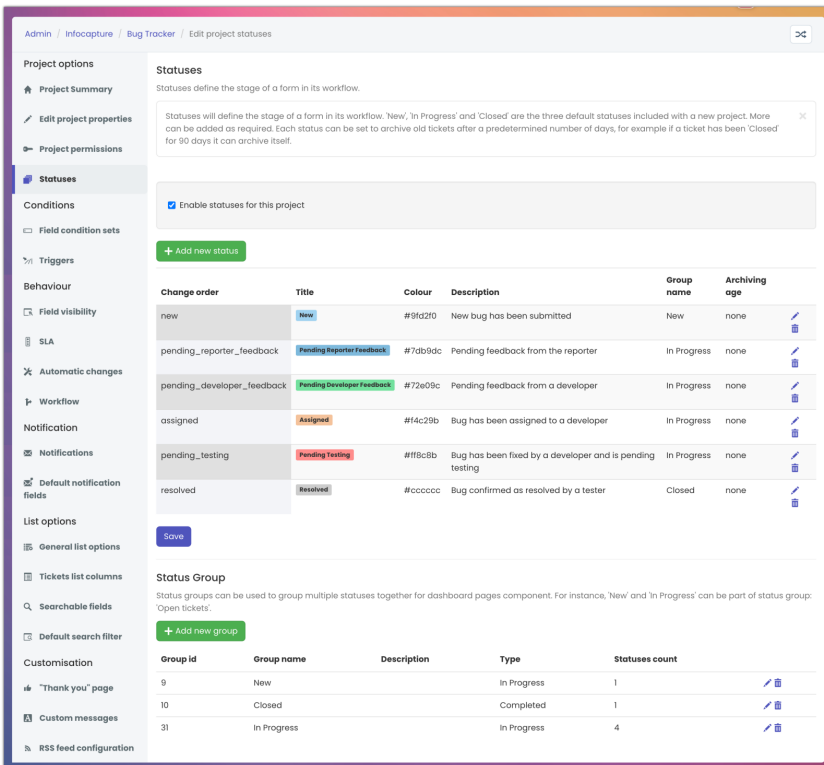 Admin / Infocapture / Bug Tracker / Edit project statuses
Project options
Project Summary
Edit project properties
Project permissions
Statuses
Conditions
Field condition sets
Triggers
Behaviour
Field visibility
SLA
Automatic changes
Workflow
Notification
Notifications
Default notification
fields
List options
General list options
Tickets list columns
Searchable fields
Default search filter
Customisation
"Thank you" page
Custom messages
RSS feed configuration
Statuses
Statuses define the stage of a form in its workflow.
Statuses will define the stage of a form in its workflow. 'New', 'In Progress' and 'Closed' are the three default statuses included with a new project. More
can be added as required. Each status can be set to archive old tickets after a predetermined number of days, for example if a ticket has been 'Closed'
for 90 days it can archive itself.
Enable statuses for this project
+ Add new status
Change order Title Colour Description Group name Archiving age
new New #9fd2f0 New bug has been submitted New none
pending_reporter_feedback Pending Reporter Feedback #7db9dc Pending feedback from the reporter In Progress none
pending_developer_feedback Pending Developer Feedback #72e09c Pending feedback from a developer In Progress none
assigned Assigned #f4c29b Bug has been assigned to a developer In Progress none
pending_testing Pending Testing #ff8c8b Bug has been fixed by a developer and is pending In Progress none
testing
resolved Resolved #cccccc Bug confirmed as resolved by a tester Closed none
Save
Status Group
Status groups can be used to group multiple statuses together for dashboard pages component. For instance, 'New' and 'In Progress' can be part of status group:
'Open tickets'.
+ Add new group
Group id Group name Description Type Statuses count
9 New In Progress 1
10 Closed Completed 1
31 In Progress In Progress 4